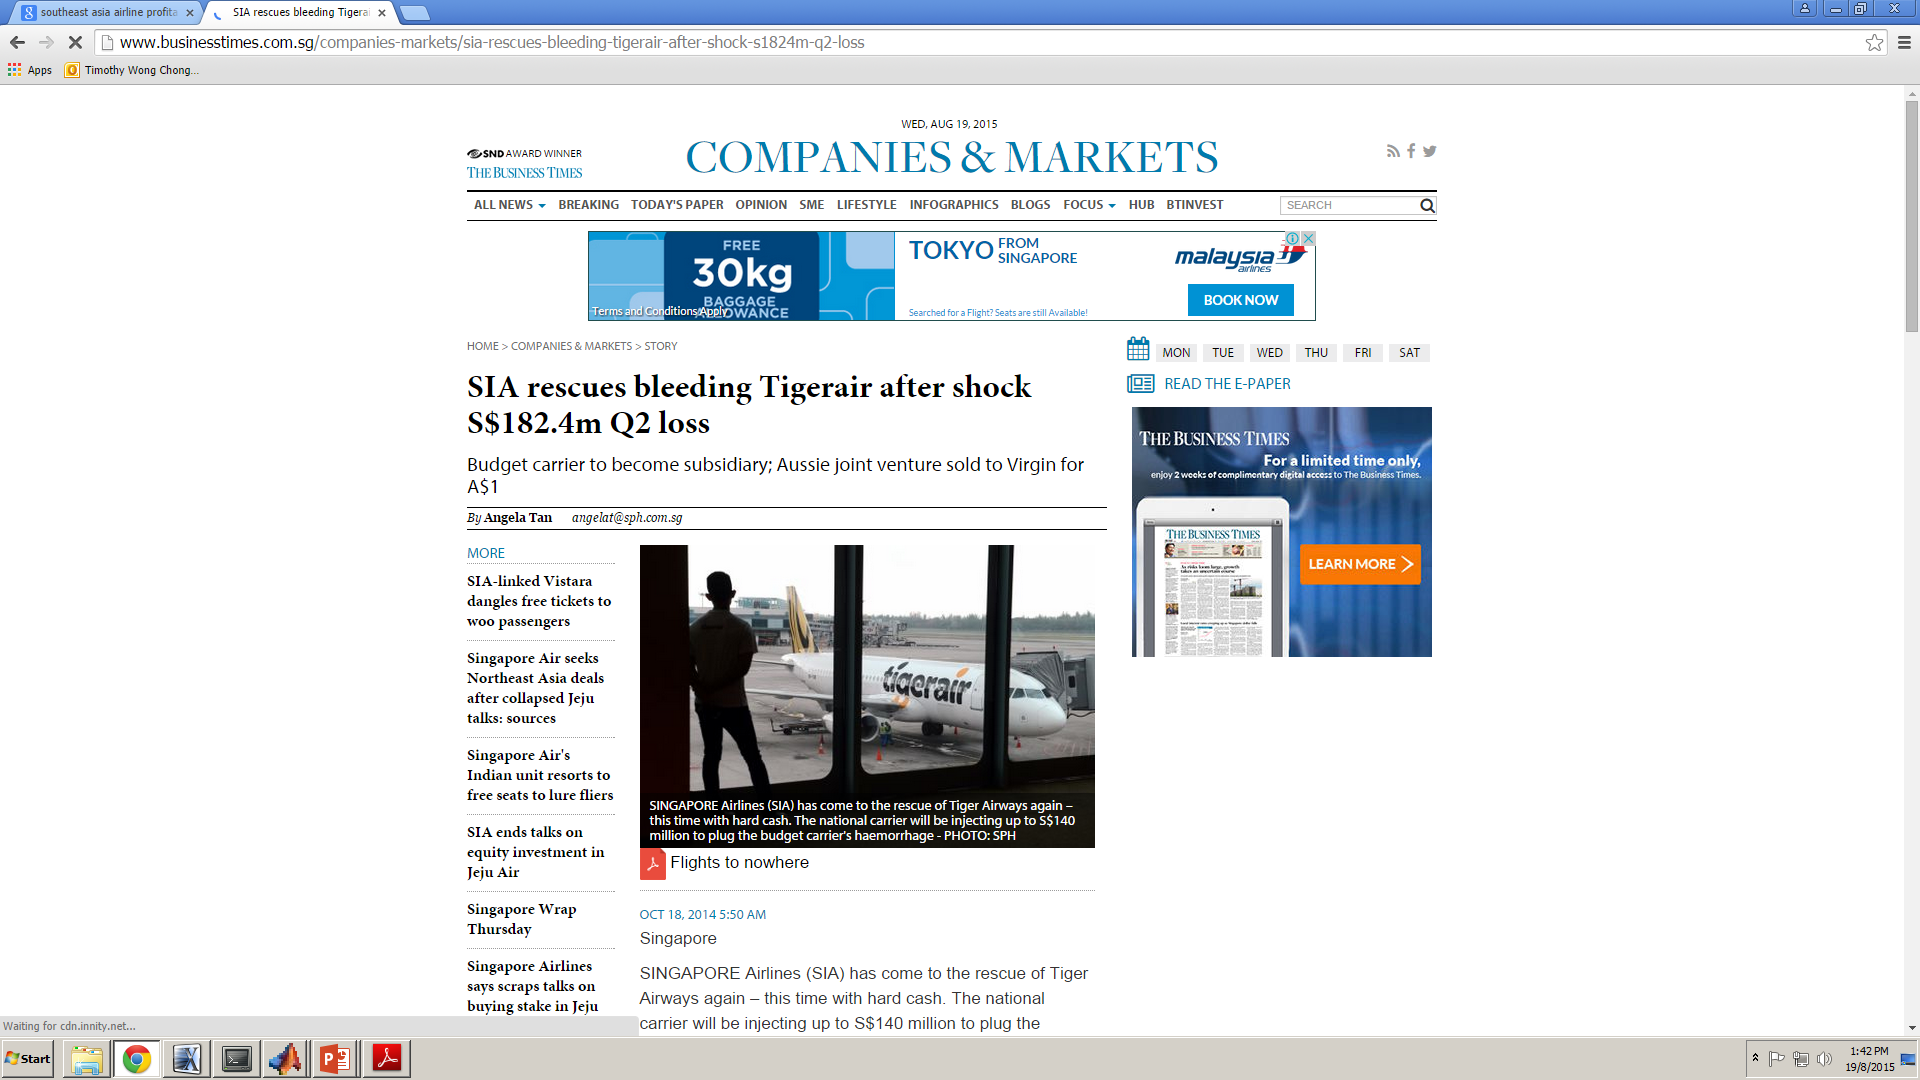 southeast asia airline profita
SIA rescues bleeding Tigerai
www.businesstimes.com.sg/companies-markets/sia-rescues-bleeding-tigerair-after-shock-s1824m-q2-loss
Apps
Timothy Wong Chong...
WED, AUG 19, 2015
SND AWARD WINNER
THE BUSINESS TIMES
COMPANIES & MARKETS
ALL NEWS BREAKING TODAY'S PAPER OPINION SME LIFESTYLE INFOGRAPHICS BLOGS FOCUS HUB BTINVEST
SEARCH
FREE
30kg
BAGGAGE
ALLOWANCE
Terms and Conditions Apply
TOKYO FROM
SINGAPORE
Searched for a Flight? Seats are still Available!
malaysia
airlines
BOOK NOW
HOME > COMPANIES & MARKETS > STORY
MON TUE WED THU FRI SAT
READ THE E-PAPER
SIA rescues bleeding Tigerair after shock
S$182.4m Q2 loss
Budget carrier to become subsidiary; Aussie joint venture sold to Virgin for
A$1
By Angela Tan angelat@sph.com.sg
THE BUSINESS TIMES
For a limited time only,
enjoy 2 weeks of complimentary digital access to The Business Times.
THE BUSINESS TIMES
LEARN MORE
MORE
SIA-linked Vistara
dangles free tickets to
woo passengers
Singapore Air seeks
Northeast Asia deals
after collapsed Jeju
talks: sources
Singapore Air's
Indian unit resorts to
free seats to lure fliers
SIA ends talks on
equity investment in
Jeju Air
Singapore Wrap
Thursday
Singapore Airlines
says scraps talks on
buying stake in Jeju
tigerair
SINGAPORE Airlines (SIA) has come to the rescue of Tiger Airways again –
this time with hard cash. The national carrier will be injecting up to S$140
million to plug the budget carrier's haemorrhage - PHOTO: SPH
Flights to nowhere
OCT 18, 2014 5:50 AM
Singapore
SINGAPORE Airlines (SIA) has come to the rescue of Tiger
Airways again – this time with hard cash. The national
carrier will be injecting up to S$140 million to plug the
Waiting for cdn.innity.net...
Start
1:42 PM
19/8/2015